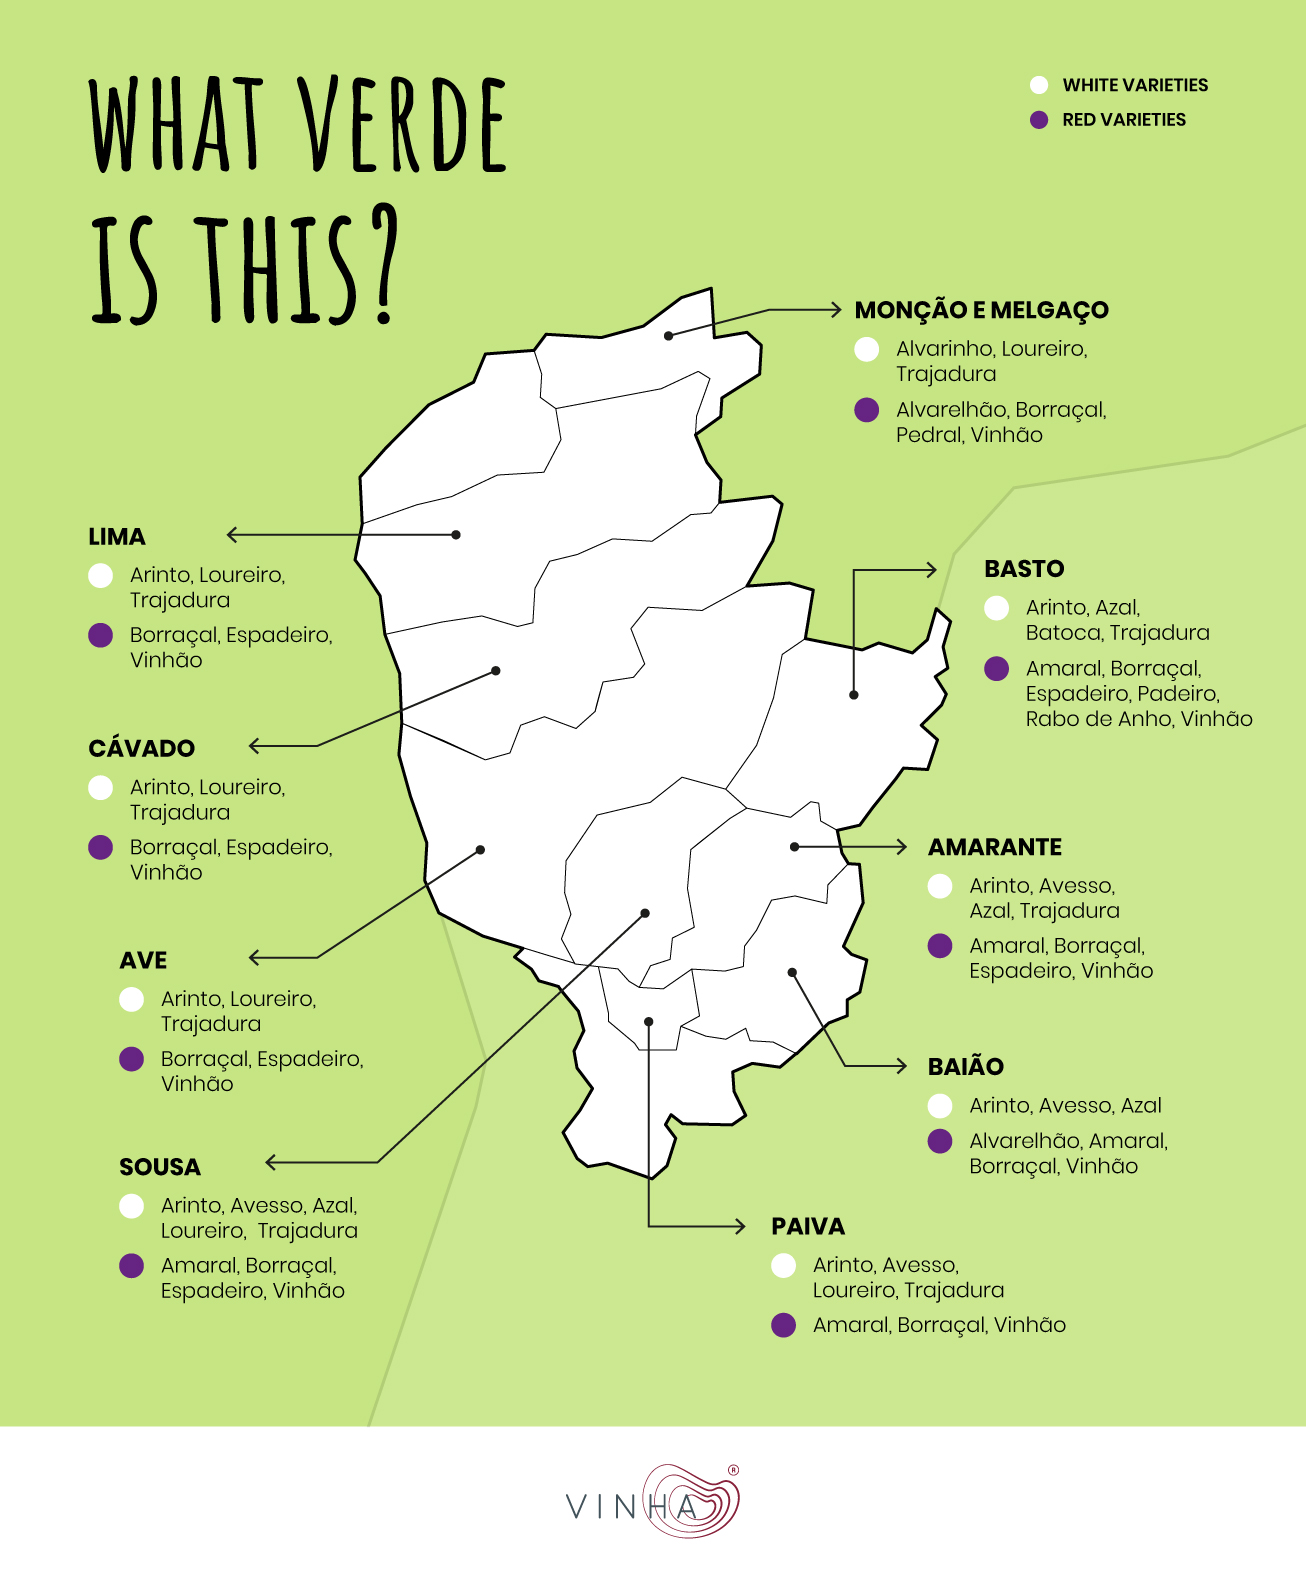 WHAT VERDE
IS THIS?
WHITE VARIETIES
RED VARIETIES
MONÇÃO E MELGAÇO
Alvarinho, Loureiro,
Trajadura
Alvarelhão, Borraçal,
Pedral, Vinhão
LIMA
Arinto, Loureiro,
Trajadura
Borraçal, Espadeiro,
Vinhão
BASTO
Arinto, Azal,
Batoca, Trajadura
Amaral, Borraçal,
Espadeiro, Padeiro,
Rabo de Anho, Vinhão
CÁVADO
Arinto, Loureiro,
Trajadura
Borraçal, Espadeiro,
Vinhão
AMARANTE
Arinto, Avesso,
Azal, Trajadura
Amaral, Borraçal,
Espadeiro, Vinhão
AVE
Arinto, Loureiro,
Trajadura
Borraçal, Espadeiro,
Vinhão
BAIÃO
Arinto, Avesso, Azal
Alvarelhão, Amaral,
Borraçal, Vinhão
SOUSA
Arinto, Avesso, Azal,
Loureiro, Trajadura
Amaral, Borraçal,
Espadeiro, Vinhão
PAIVA
Arinto, Avesso,
Loureiro, Trajadura
Amaral, Borraçal, Vinhão
VINHA ®